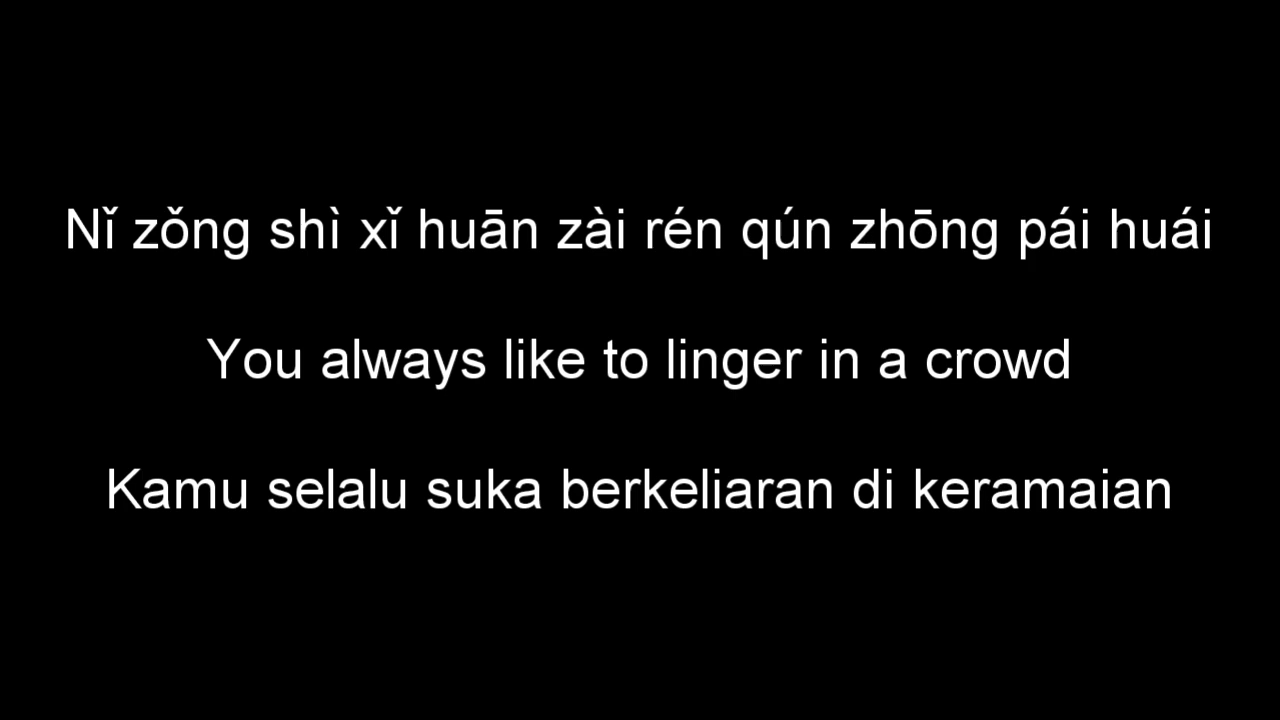 Nǐ zǒng shì xǐ huān zài rén qún zhōng pái huái
You always like to linger in a crowd
Kamu selalu suka berkeliaran di keramaian